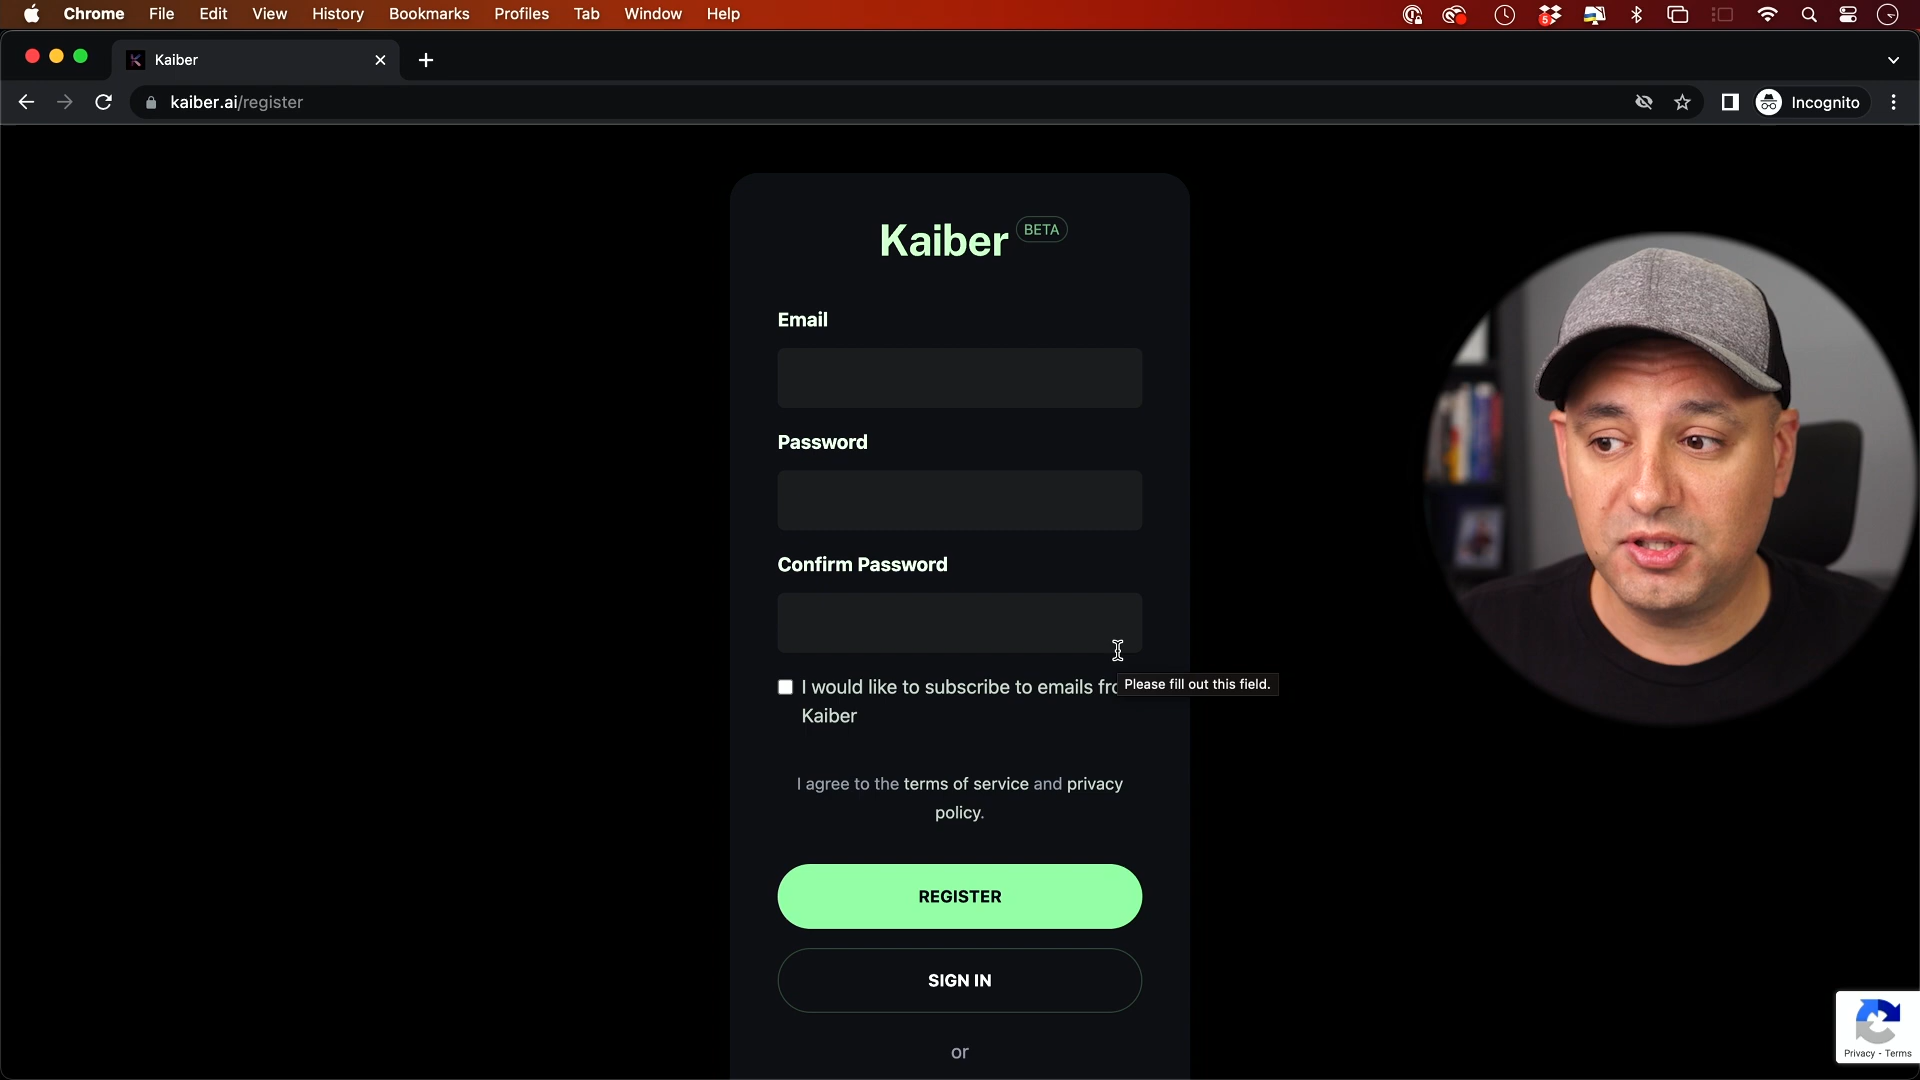 Chrome File Edit View History Bookmarks Profiles Tab Window Help
5
Kaiber
kaiber.ai/register
Incognito
Kaiber BETA
Email
Password
Confirm Password
Please fill out this field.
I would like to subscribe to emails fro
Kaiber
I agree to the terms of service and privacy
policy.
REGISTER
SIGN IN
or
Privacy - Terms